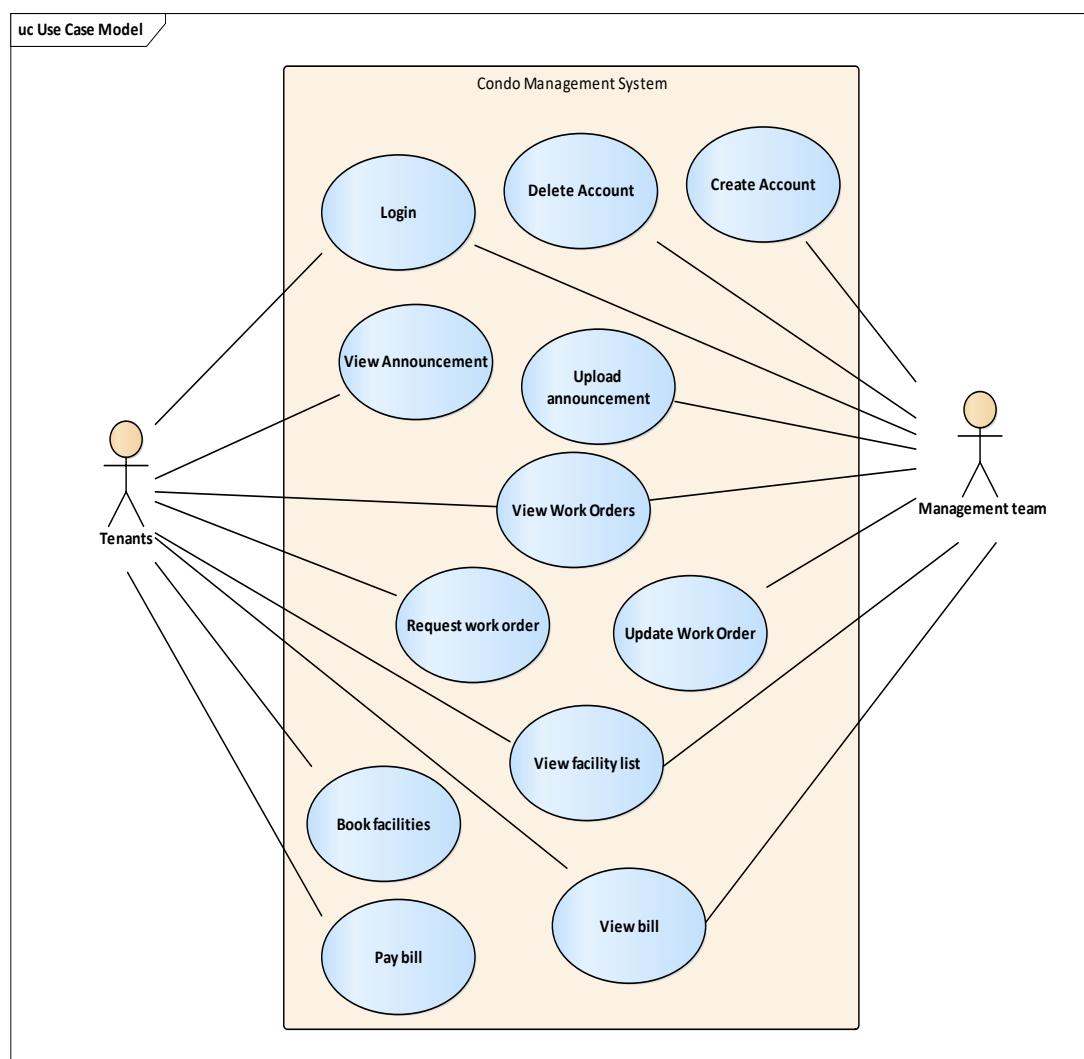 uc Use Case Model
Condo Management System
Delete Account
Create Account
Login
View Announcement
Upload
announcement
View Work Orders
Management team
Tenants
Request work order
Update Work Order
View facility list
Book facilities
View bill
Pay bill